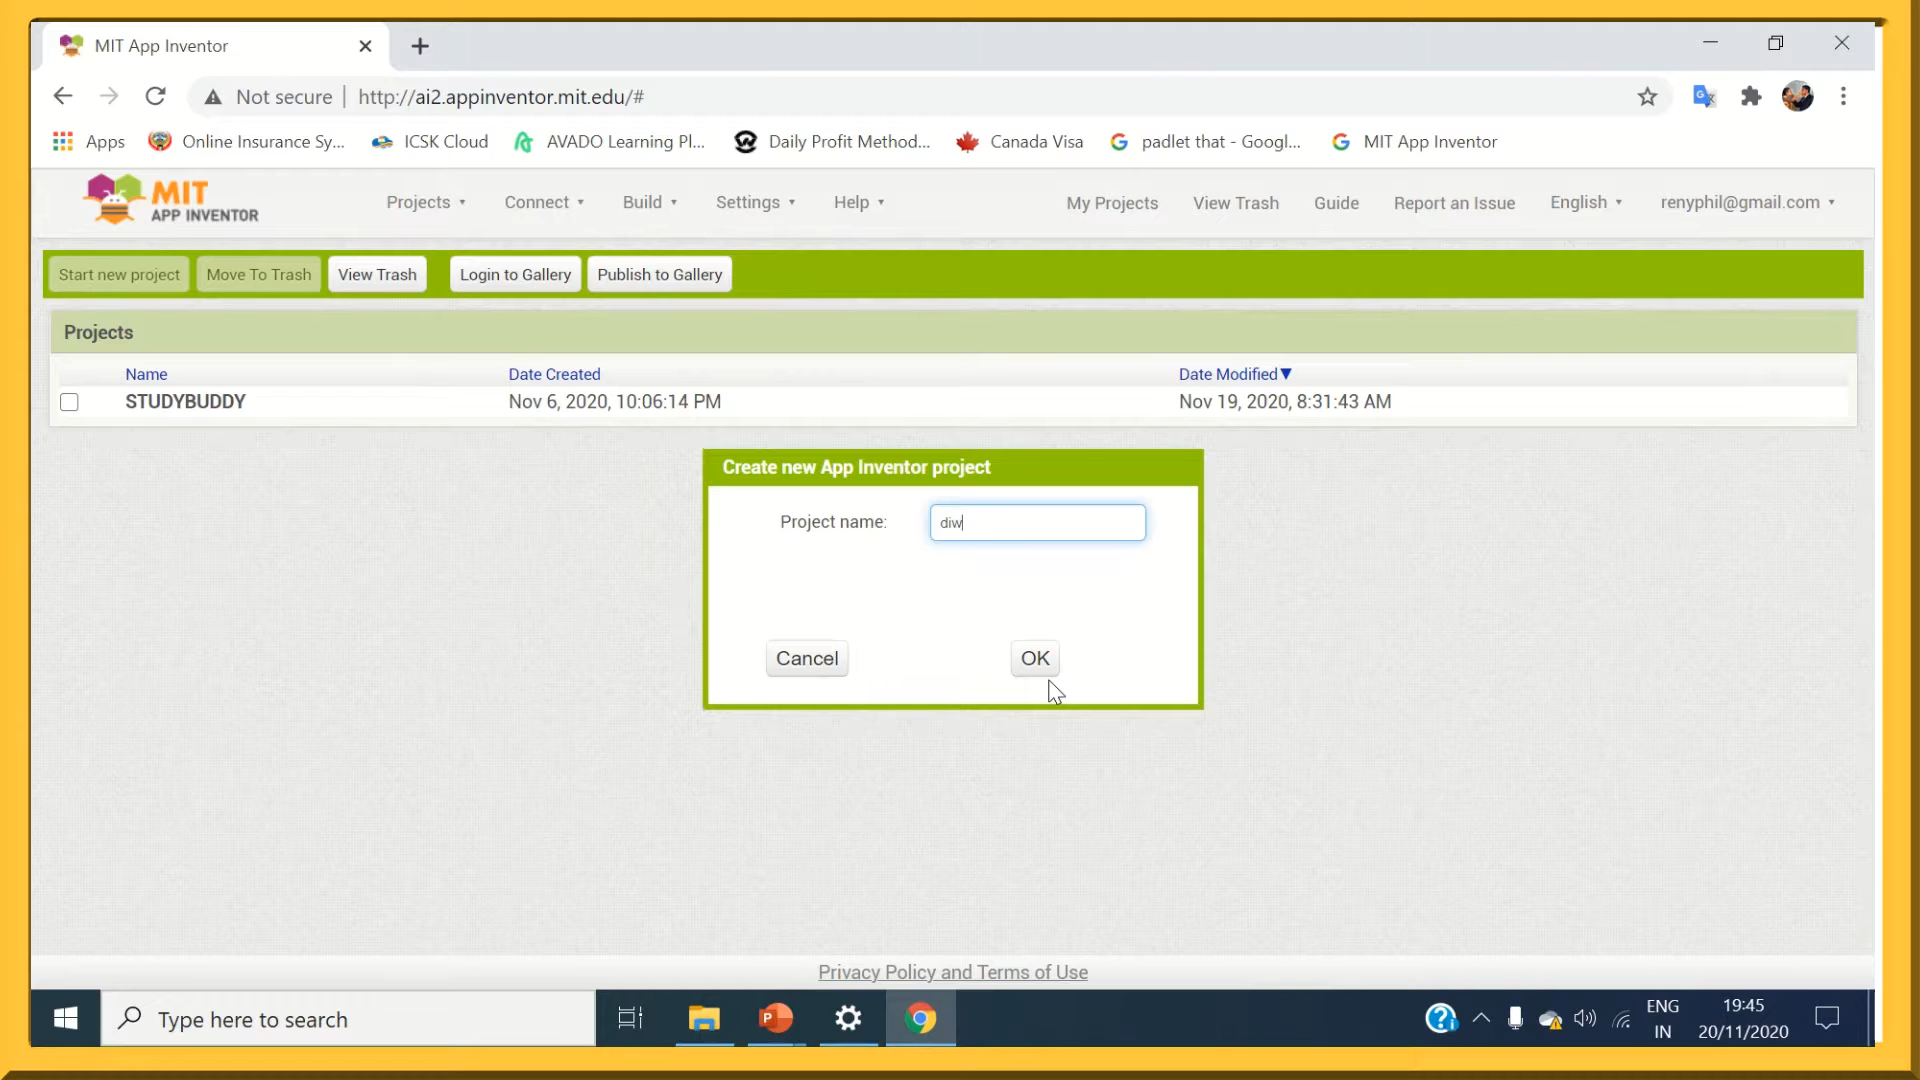 MIT App Inventor
Not secure | http://ai2.appinventor.mit.edu/#
Apps Online Insurance Sy... ICSK Cloud AVADO Learning Pl... Daily Profit Method... Canada Visa padlet that - Googl... MIT App Inventor
MIT APP INVENTOR Projects Connect Build Settings Help My Projects View Trash Guide Report an Issue English renyphil@gmail.com
Start new project Move To Trash View Trash Login to Gallery Publish to Gallery
Projects
Name Date Created Date Modified▼
STUDYBUDDY Nov 6, 2020, 10:06:14 PM Nov 19, 2020, 8:31:43 AM
Create new App Inventor project
Project name: diw
Cancel OK
Privacy Policy and Terms of Use
Type here to search ENG IN 19:45 20/11/2020